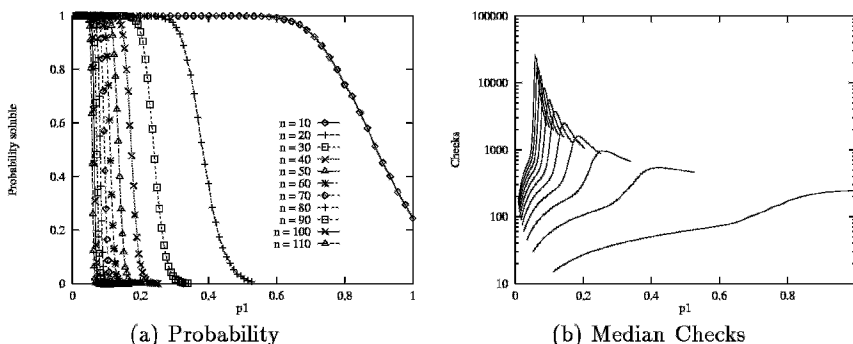 1
0.8
0.6
0.4
0.2
0
Probability soluble
n = 10
n = 20
n = 30
n = 40
n = 50
n = 60
n = 70
n = 80
n = 90
n = 100
n = 110
0 0.2 0.4 0.6 0.8 1
p1
(a) Probability
100000
10000
1000
100
10
Checks
0 0.2 0.4 0.6 0.8
p1
(b) Median Checks